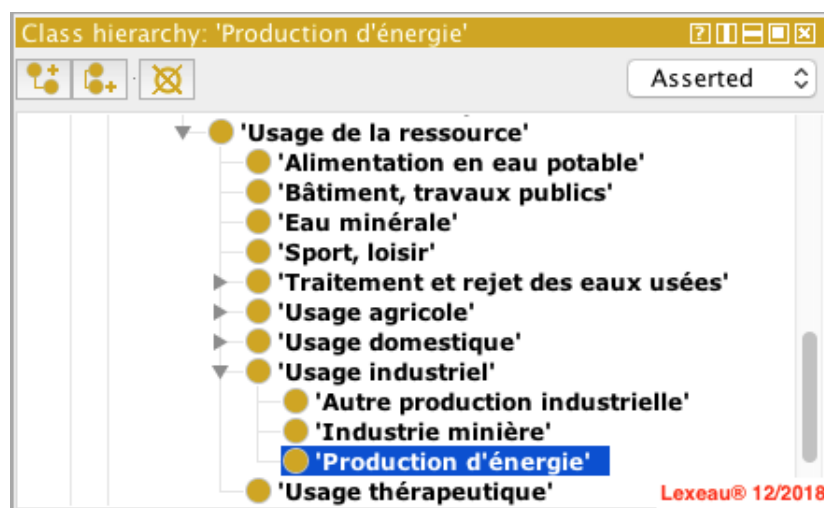 Class hierarchy: 'Production d'énergie'
Asserted
'Usage de la ressource'
'Alimentation en eau potable'
'Bâtiment, travaux publics'
'Eau minérale'
'Sport, loisir'
'Traitement et rejet des eaux usées'
'Usage agricole'
'Usage domestique'
'Usage industriel'
'Autre production industrielle'
'Industrie minière'
'Production d'énergie'
'Usage thérapeutique'
Lexeau® 12/2018